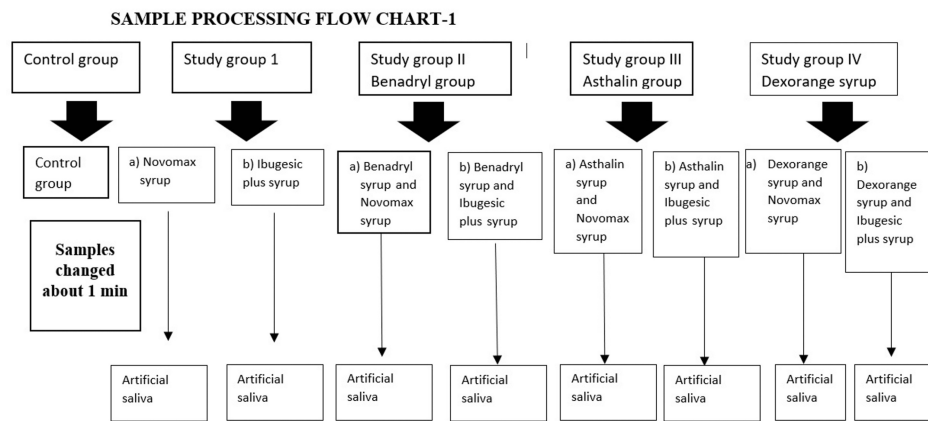 SAMPLE PROCESSING FLOW CHART-1
Control group
Study group 1
Study group II
Benadryl group
Study group III
Asthalin group
Study group IV
Dexorange syrup
Control
group
a) Novomax
syrup
b) Ibugesic
plus syrup
a) Benadryl
syrup and
Novomax
syrup
b) Benadryl
syrup and
Ibugesic
plus syrup
a) Asthalin
syrup
and
Novomax
syrup
b) Asthalin
syrup and
Ibugesic
plus syrup
a) Dexorange
syrup and
Novomax
syrup
b)
Dexorange
syrup and
Ibugesic
plus syrup
Samples
changed
about 1 min
Artificial
saliva
Artificial
saliva
Artificial
saliva
Artificial
saliva
Artificial
saliva
Artificial
saliva
Artificial
saliva
Artificial
saliva